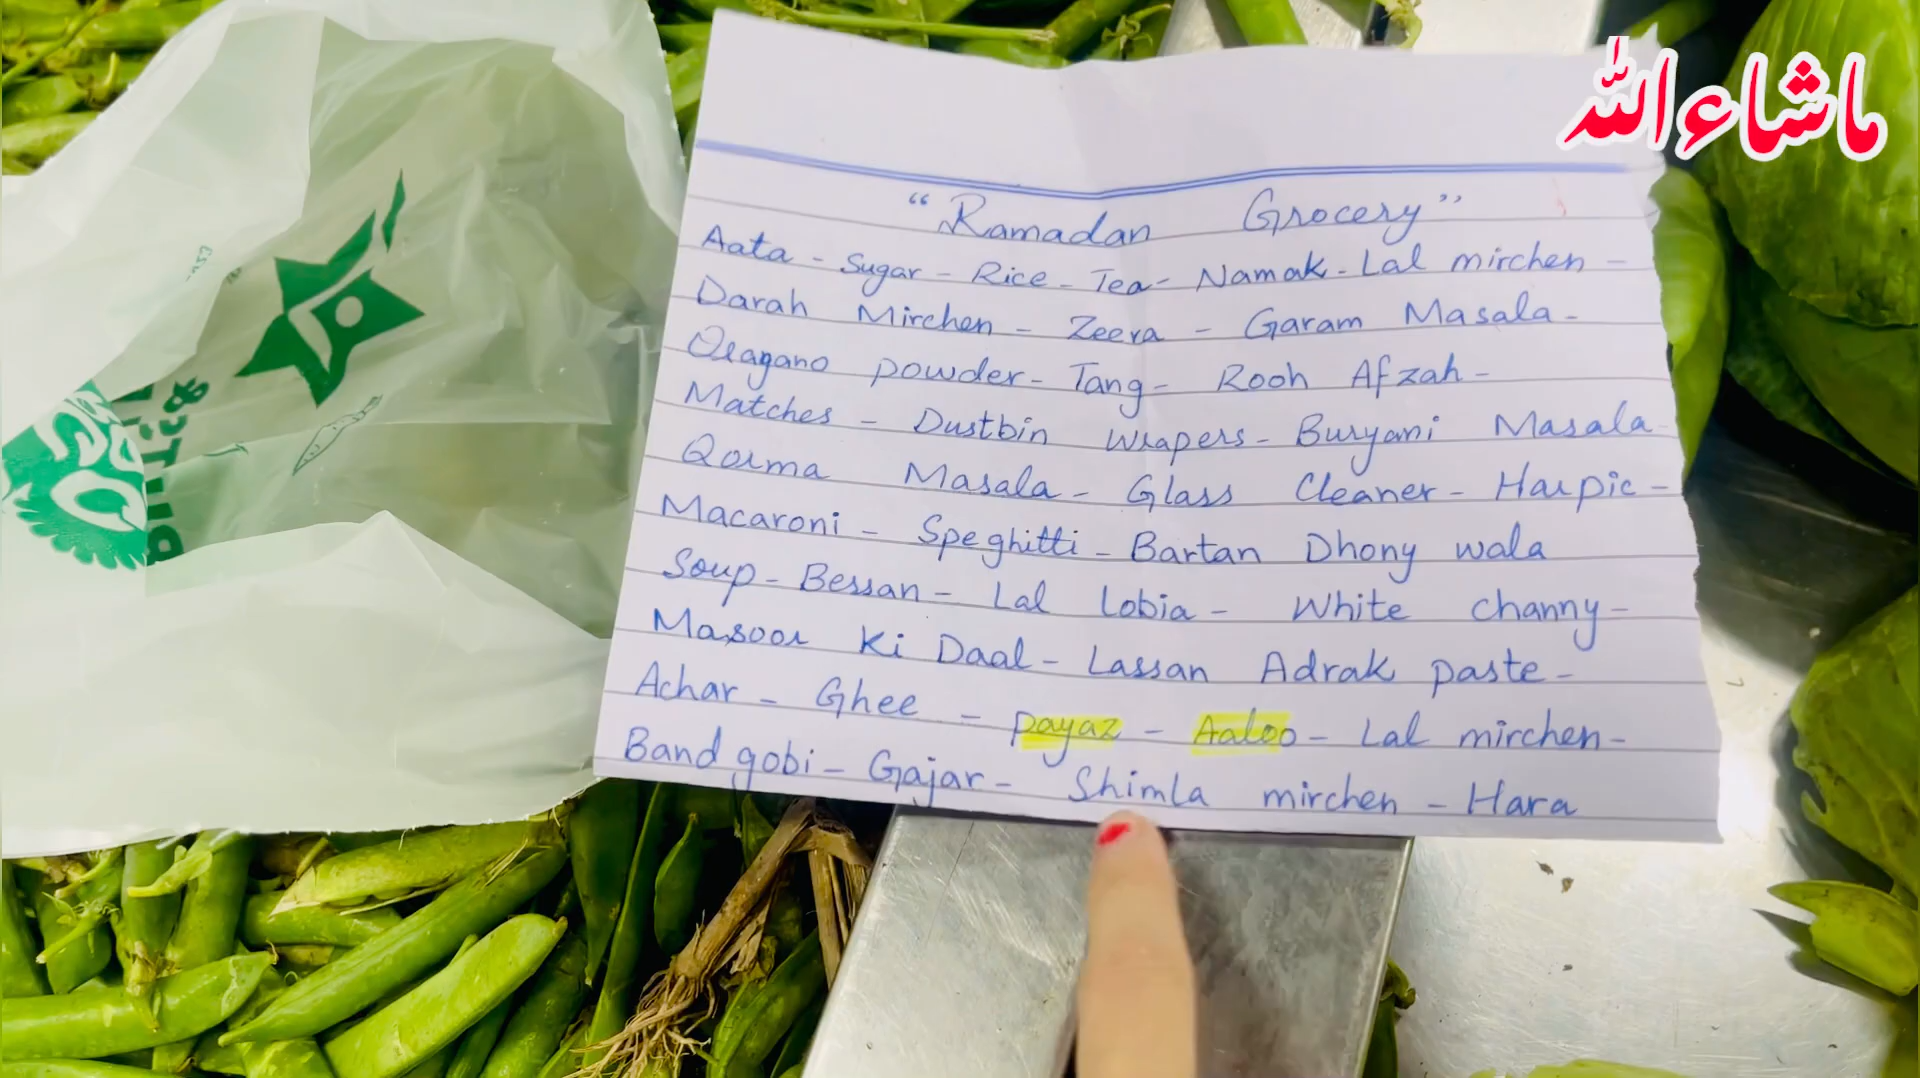 ماشاءالله
"Ramadan Grocery"
Aata - Sugar - Rice - Tea - Namak - Lal mirchen -
Darah Mirchen - Zeera - Garam Masala -
Oragano powder - Tang - Rooh Afzah -
Matches - Dustbin wrapers - Buryani Masala -
Qorma Masala - Glass Cleaner - Harpic -
Macaroni - Speghitti - Bartan Dhony wala
Soup - Bessan - Lal Lobia - White channy -
Masoor Ki Daal - Lassan Adrak paste -
Achar - Ghee - payaz - Aaloo - Lal mirchen -
Band gobi - Gajar - Shimla mirchen - Hara